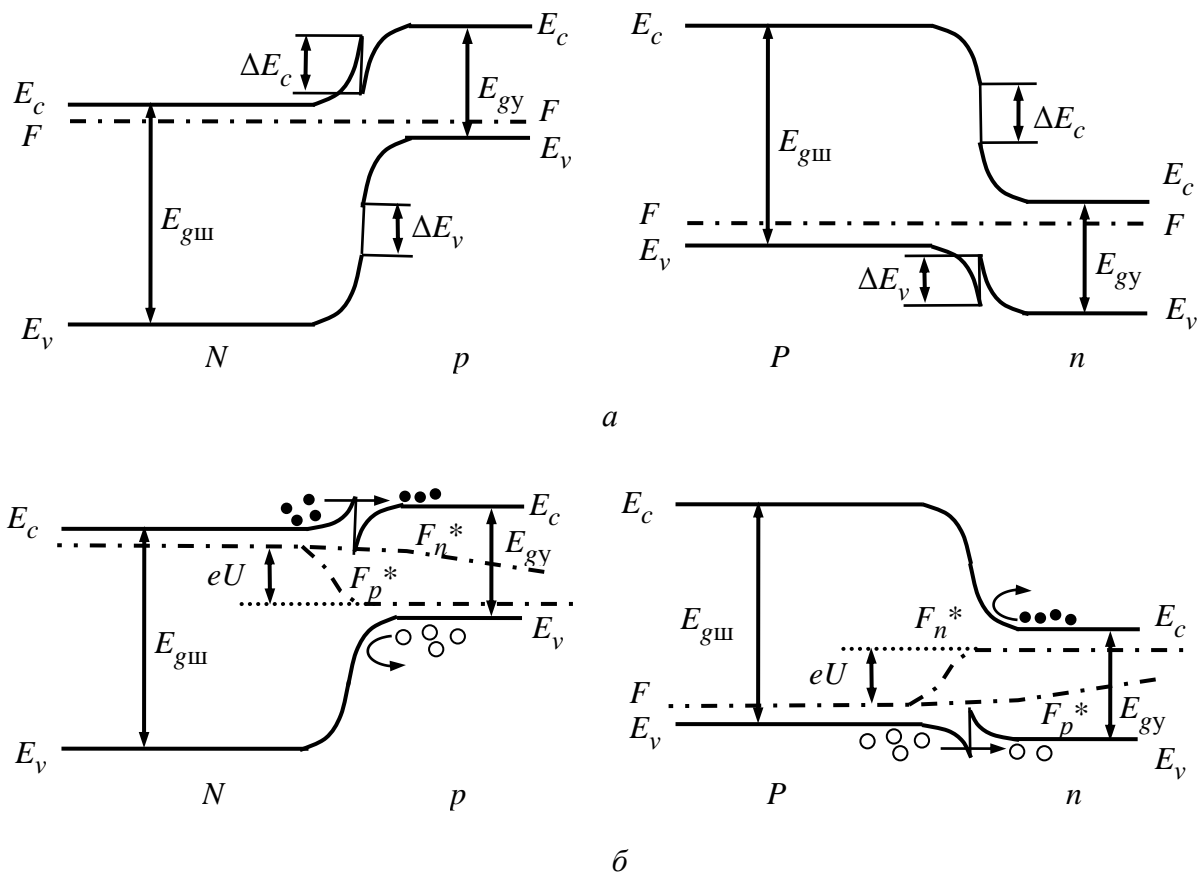 E_c
E_c
ΔE_c
E_gу
E_c
F
F
E_v
E_gш
ΔE_v
E_v
N
p
E_c
E_gш
ΔE_c
E_c
F
F
E_v
ΔE_v
E_gу
E_v
P
n
а
E_c
E_c
F_n*
E_gу
eU
F_p*
E_v
E_gш
E_v
N
p
E_c
E_gш
F_n*
E_c
eU
F
E_v
F_p*
E_gу
E_v
P
n
б